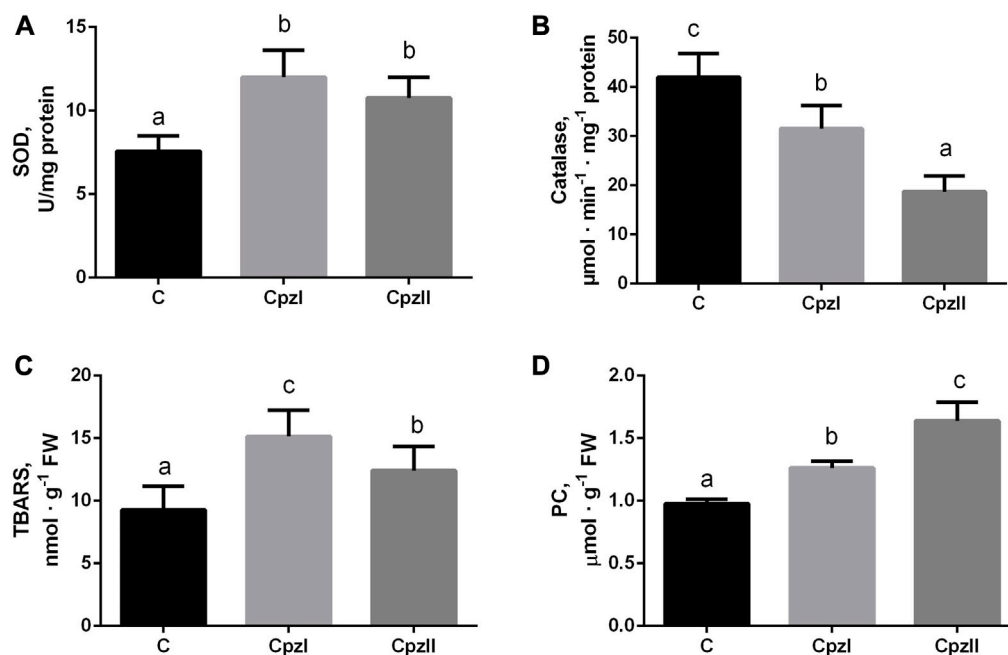 A
SOD,
U/mg protein
15
10
5
0
a
b
b
C
CpzI
CpzII
B
Catalase,
µmol · min⁻¹ · mg⁻¹ protein
50
40
30
20
10
0
c
b
a
C
CpzI
CpzII
C
TBARS,
nmol · g⁻¹ FW
20
15
10
5
0
a
c
b
C
CpzI
CpzII
D
PC,
µmol · g⁻¹ FW
2.0
1.5
1.0
0.5
0.0
a
b
c
C
CpzI
CpzII